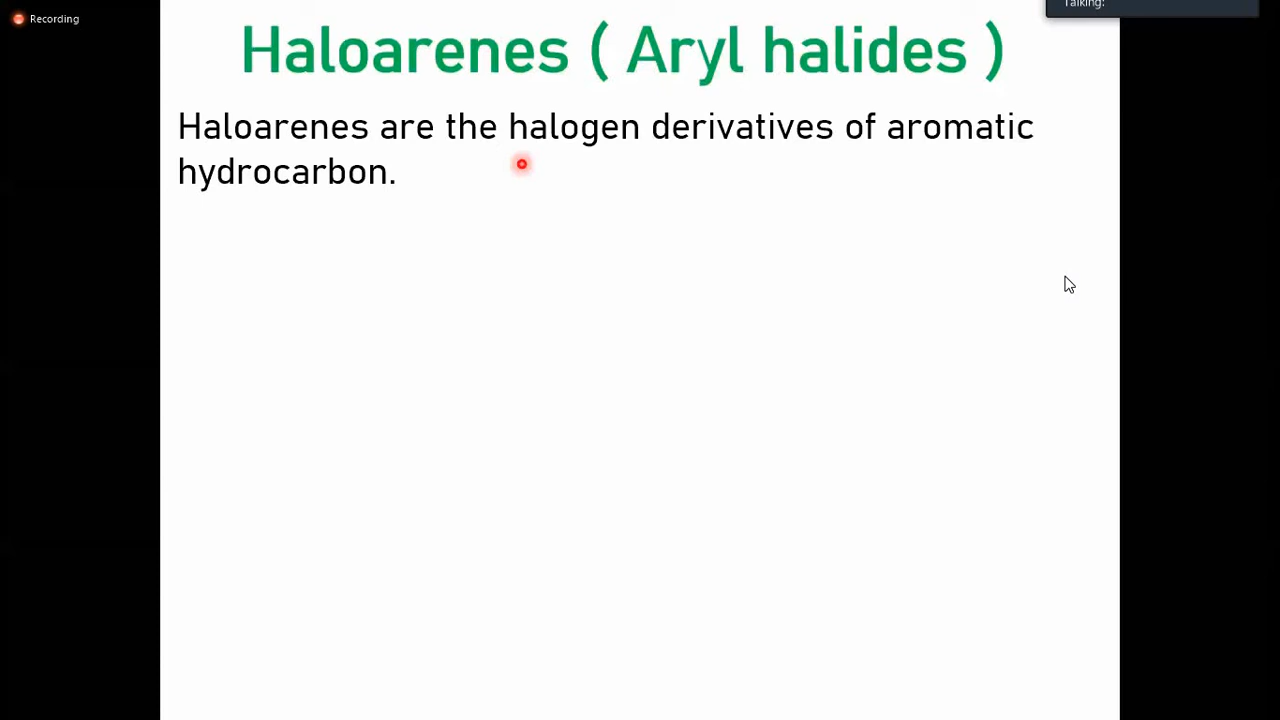 Recording
Talking:
Haloarenes ( Aryl halides )
Haloarenes are the halogen derivatives of aromatic
hydrocarbon.